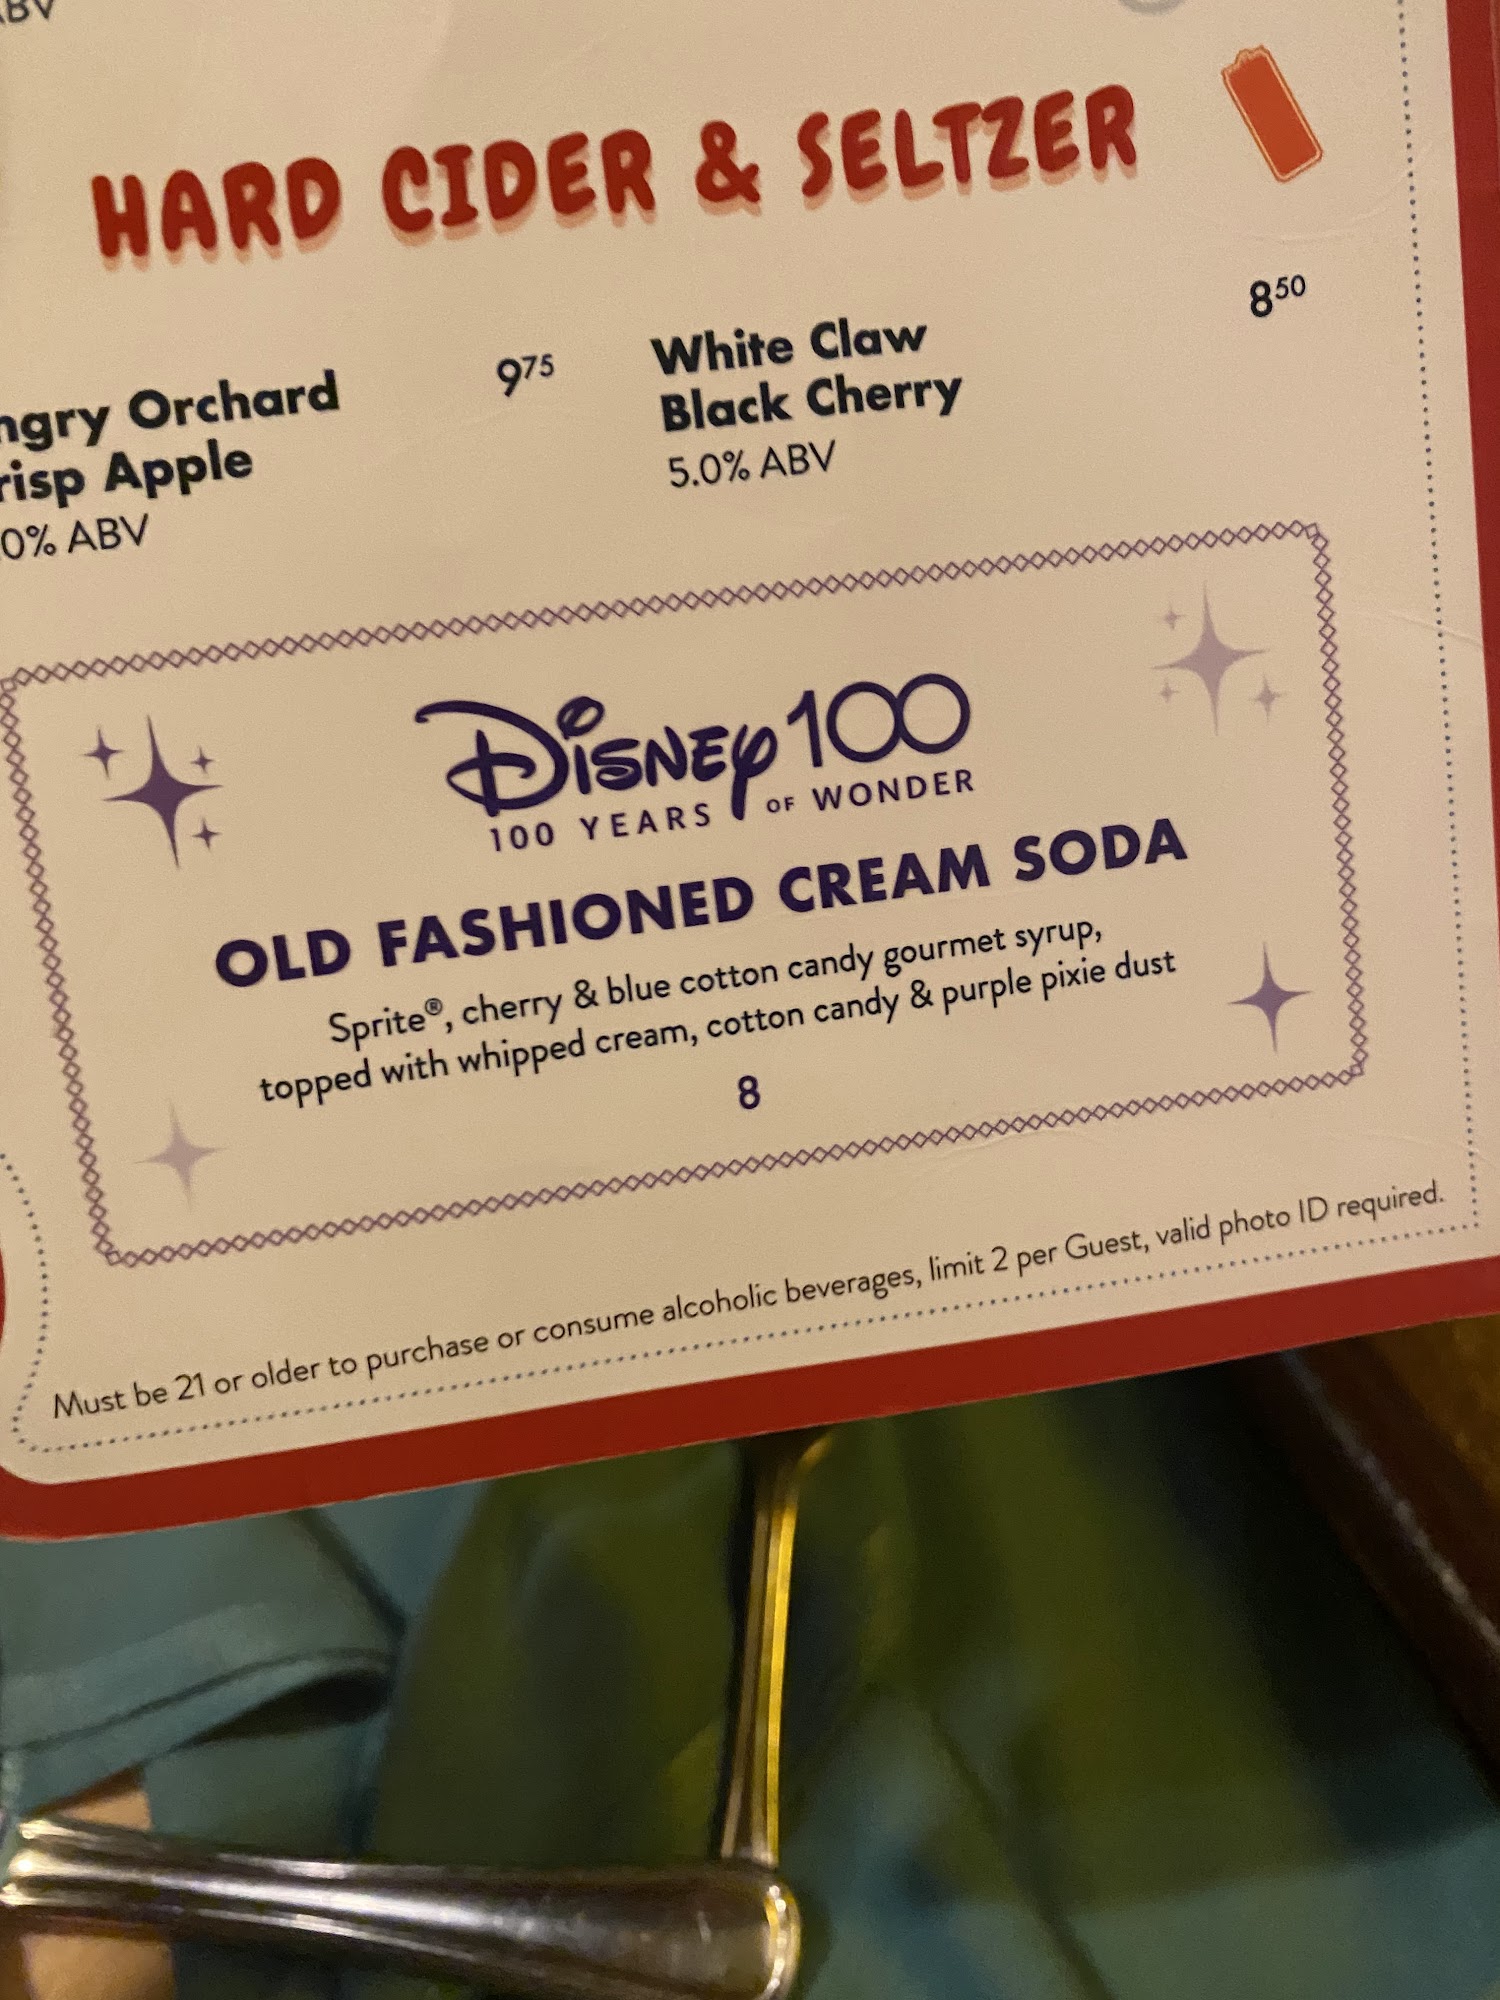 ABV
HARD CIDER & SELTZER
ngry Orchard 9⁷⁵
risp Apple
0% ABV
White Claw 8⁵⁰
Black Cherry
5.0% ABV
Disney 100
100 YEARS OF WONDER
OLD FASHIONED CREAM SODA
Sprite®, cherry & blue cotton candy gourmet syrup,
topped with whipped cream, cotton candy & purple pixie dust
8
Must be 21 or older to purchase or consume alcoholic beverages, limit 2 per Guest, valid photo ID required.